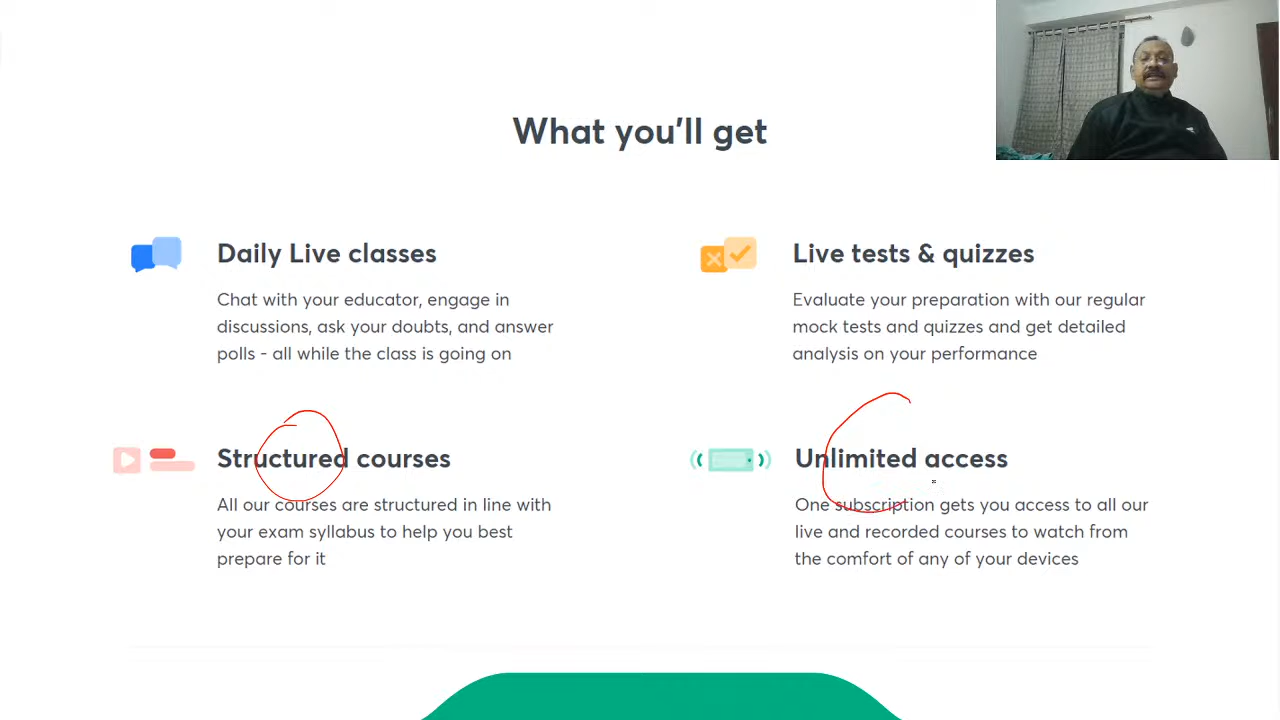 What you'll get
Daily Live classes
Chat with your educator, engage in
discussions, ask your doubts, and answer
polls - all while the class is going on
Live tests & quizzes
Evaluate your preparation with our regular
mock tests and quizzes and get detailed
analysis on your performance
Structured courses
All our courses are structured in line with
your exam syllabus to help you best
prepare for it
Unlimited access
One subscription gets you access to all our
live and recorded courses to watch from
the comfort of any of your devices